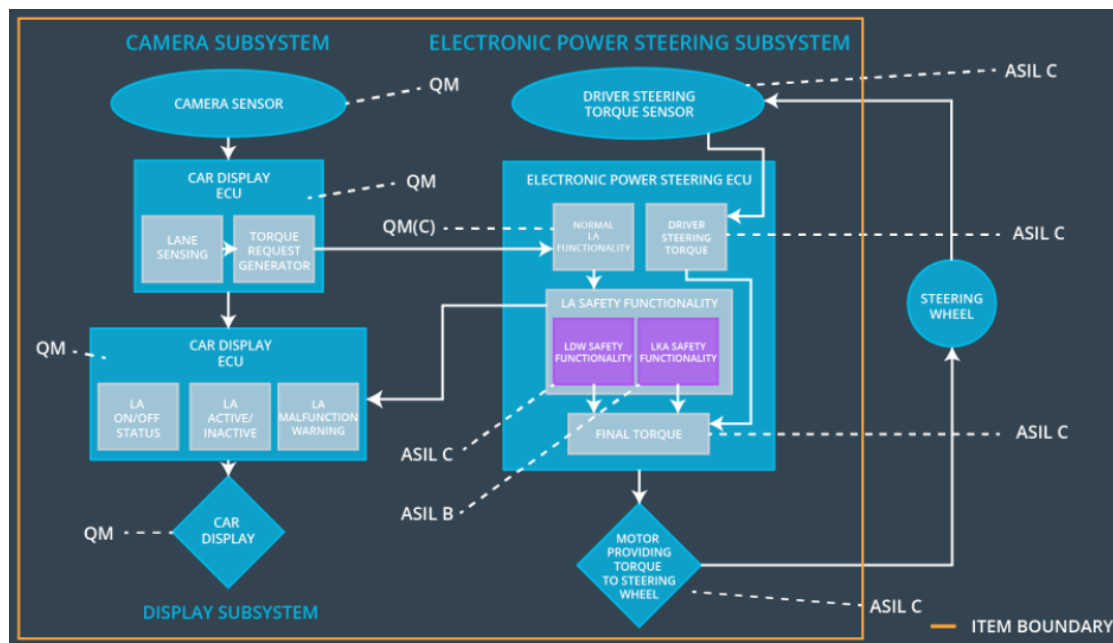 CAMERA SUBSYSTEM
ELECTRONIC POWER STEERING SUBSYSTEM
CAMERA SENSOR
QM
DRIVER STEERING
TORQUE SENSOR
ASIL C
CAR DISPLAY
ECU
QM
LANE
SENSING
TORQUE
REQUEST
GENERATOR
ELECTRONIC POWER STEERING ECU
QM(C)
NORMAL
LA
FUNCTIONALITY
DRIVER
STEERING
TORQUE
ASIL C
STEERING
WHEEL
LA SAFETY FUNCTIONALITY
LDW SAFETY
FUNCTIONALITY
LKA SAFETY
FUNCTIONALITY
QM
CAR DISPLAY
ECU
LA
ON/OFF
STATUS
LA
ACTIVE/
INACTIVE
LA
MALFUNCTION
WARNING
ASIL C
ASIL B
FINAL TORQUE
ASIL C
QM
CAR
DISPLAY
MOTOR
PROVIDING
TORQUE
TO STEERING
WHEEL
ASIL C
DISPLAY SUBSYSTEM
ITEM BOUNDARY